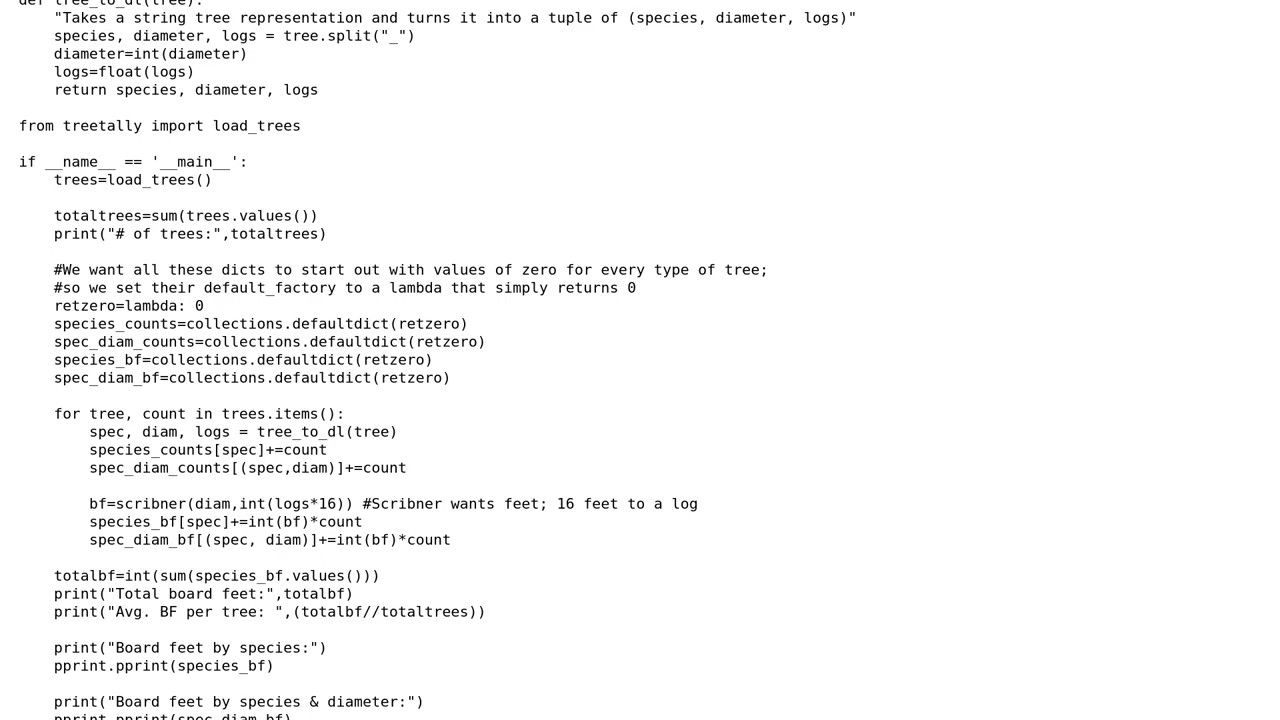 def tree_to_dl(tree):
    "Takes a string tree representation and turns it into a tuple of (species, diameter, logs)"
    species, diameter, logs = tree.split("_")
    diameter=int(diameter)
    logs=float(logs)
    return species, diameter, logs

from treetally import load_trees

if __name__ == '__main__':
    trees=load_trees()

    totaltrees=sum(trees.values())
    print("# of trees:",totaltrees)

    #We want all these dicts to start out with values of zero for every type of tree;
    #so we set their default_factory to a lambda that simply returns 0
    retzero=lambda: 0
    species_counts=collections.defaultdict(retzero)
    spec_diam_counts=collections.defaultdict(retzero)
    species_bf=collections.defaultdict(retzero)
    spec_diam_bf=collections.defaultdict(retzero)

    for tree, count in trees.items():
        spec, diam, logs = tree_to_dl(tree)
        species_counts[spec]+=count
        spec_diam_counts[(spec,diam)]+=count

        bf=scribner(diam,int(logs*16)) #Scribner wants feet; 16 feet to a log
        species_bf[spec]+=int(bf)*count
        spec_diam_bf[(spec, diam)]+=int(bf)*count

    totalbf=int(sum(species_bf.values()))
    print("Total board feet:",totalbf)
    print("Avg. BF per tree: ",(totalbf//totaltrees))

    print("Board feet by species:")
    pprint.pprint(species_bf)

    print("Board feet by species & diameter:")
    pprint.pprint(spec_diam_bf)